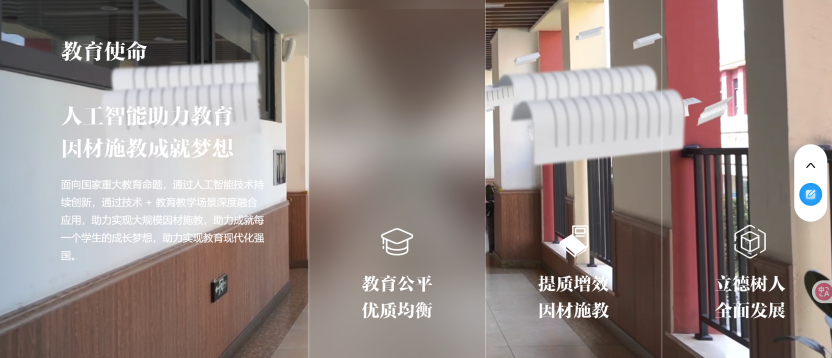 教育使命
人工智能助力教育
因材施教成就梦想
面向国家重大教育命题，通过人工智能技术持
续创新，通过技术 + 教育教学场景深度融合
应用，助力实现大规模因材施教、助力成就每
一个学生的成长梦想，助力实现教育现代化强
国。
教育公平
优质均衡
提质增效
因材施教
立德树人
全面发展